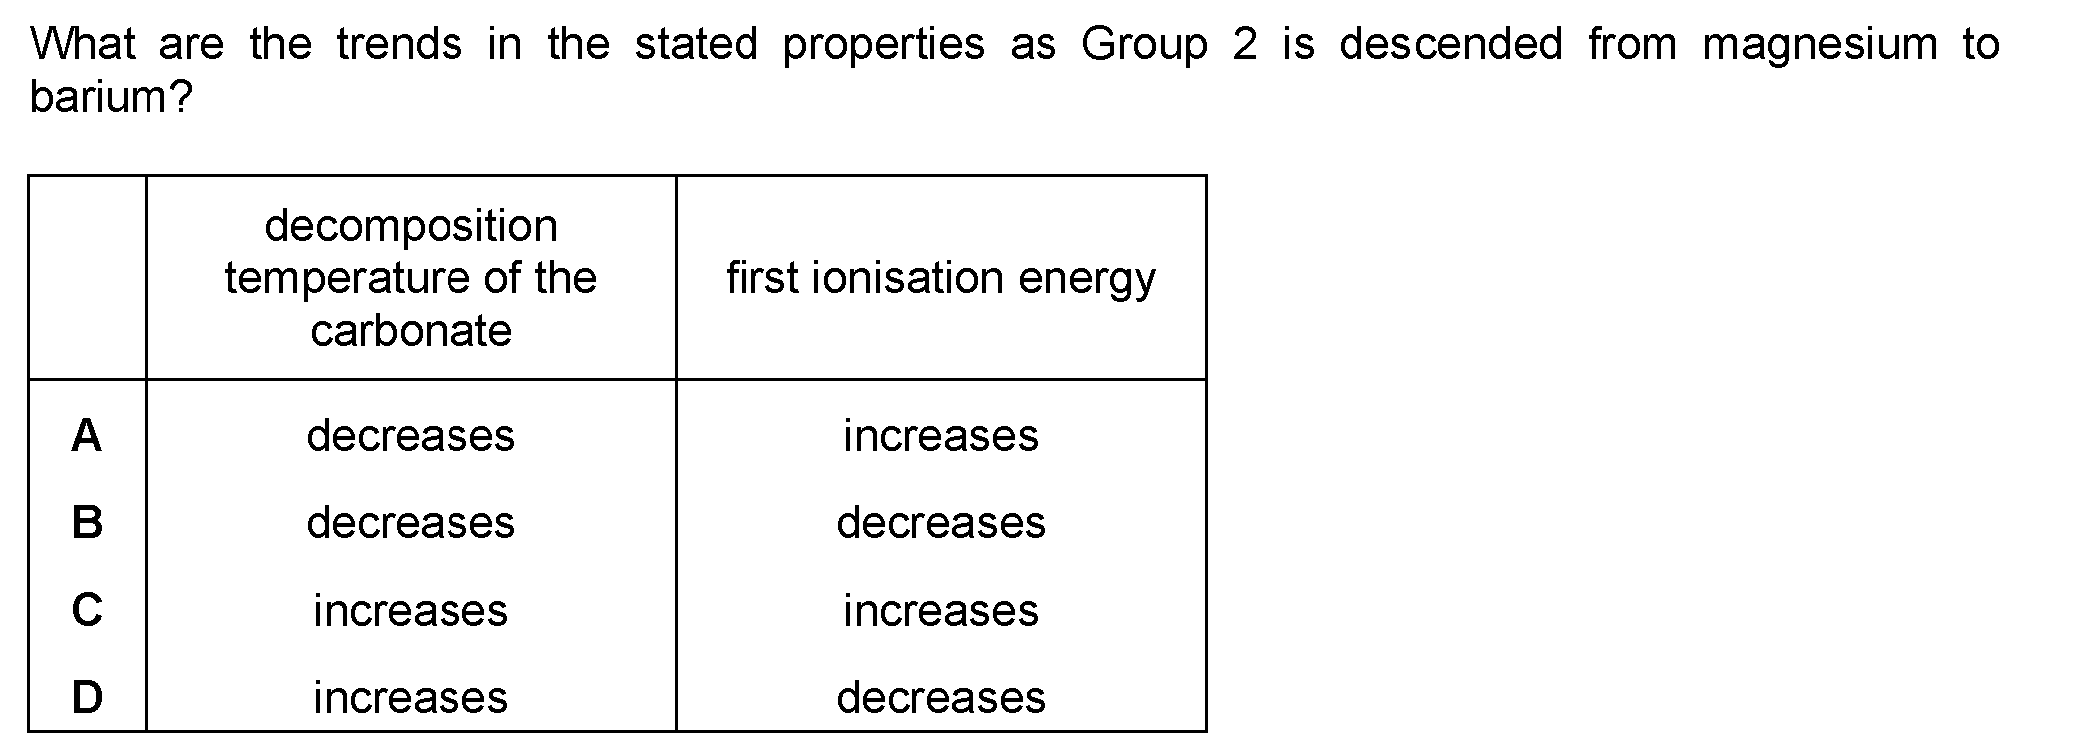 What are the trends in the stated properties as Group 2 is descended from magnesium to
barium?
decomposition
temperature of the
carbonate
first ionisation energy
A decreases increases
B decreases decreases
C increases increases
D increases decreases